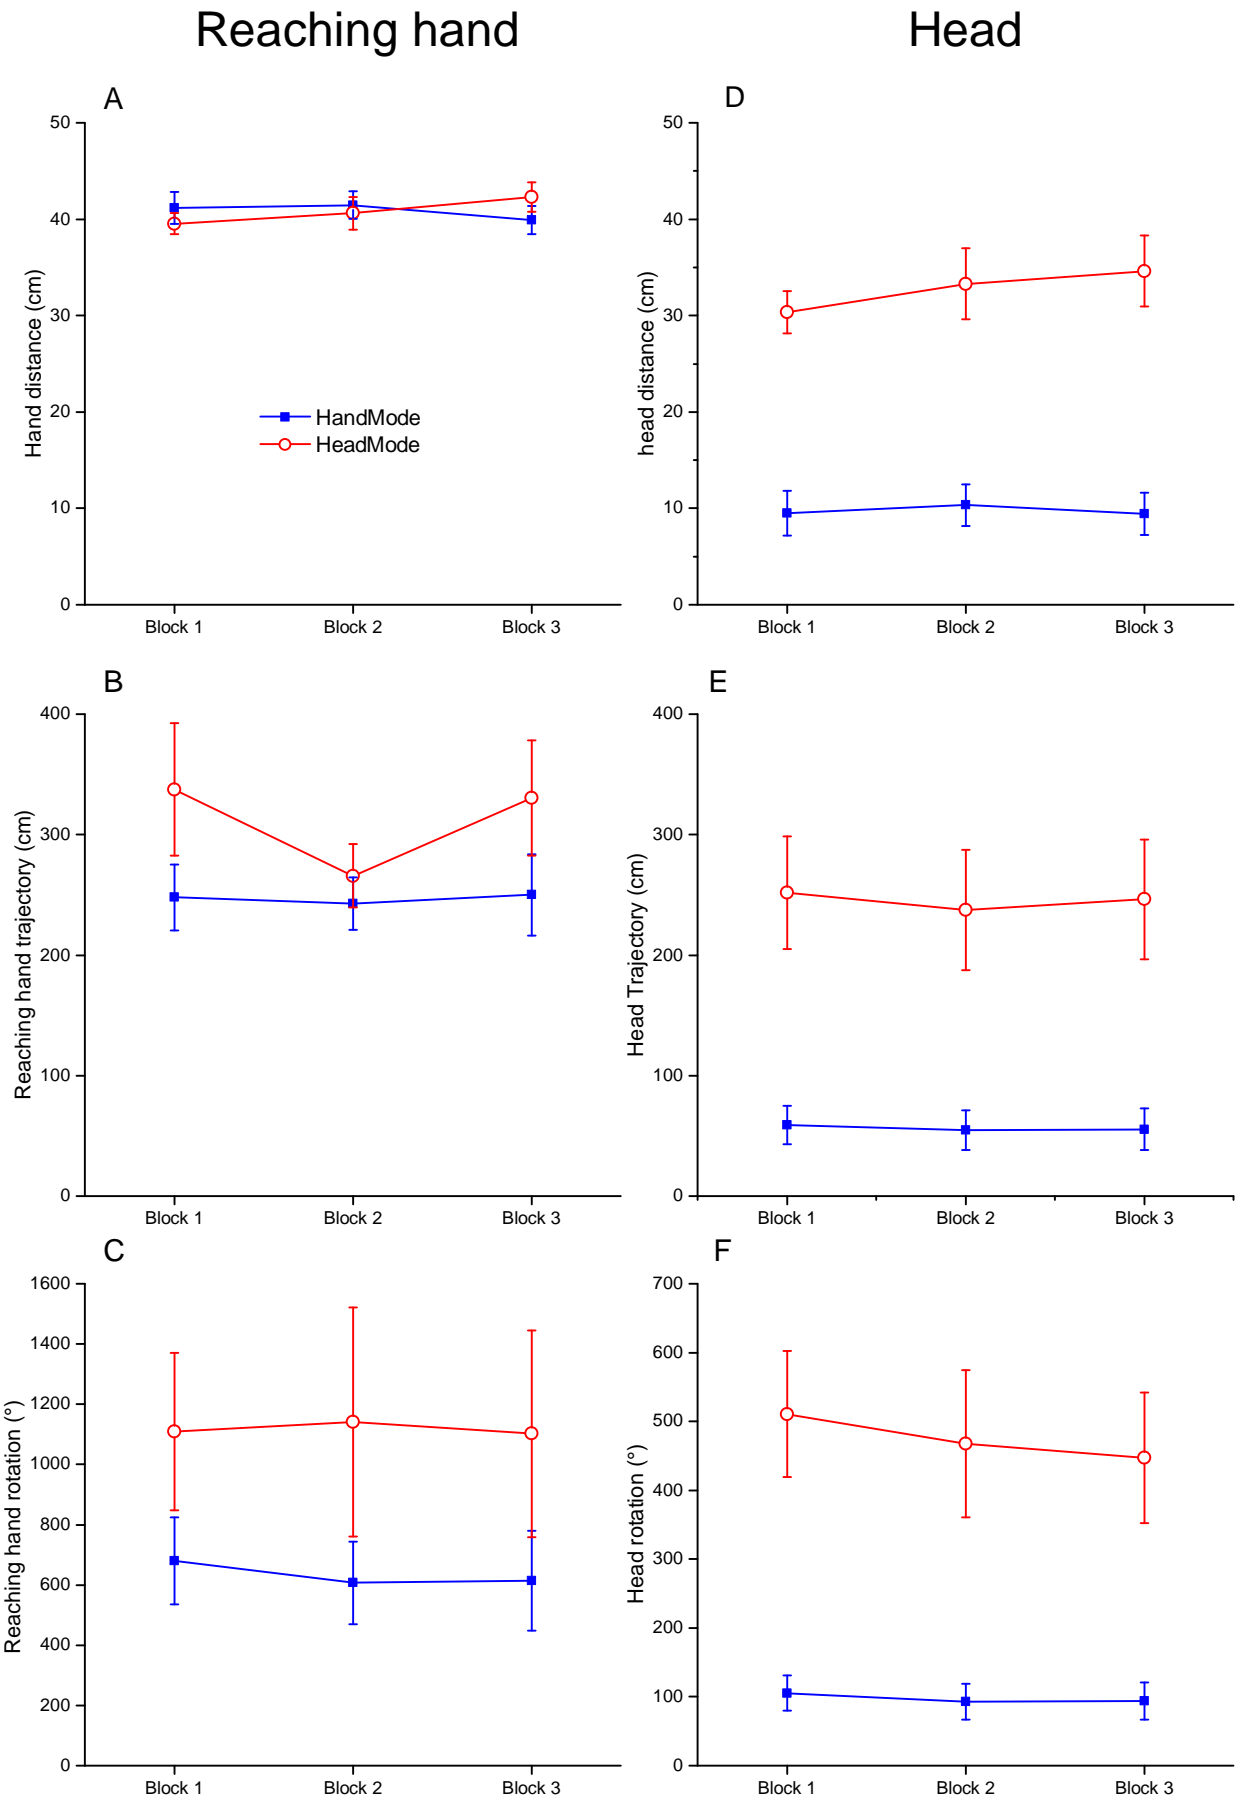 Reaching hand
Head
A
50
40
30
20
10
0
Hand distance (cm)
HandMode
HeadMode
Block 1
Block 2
Block 3
D
50
40
30
20
10
0
head distance (cm)
Block 1
Block 2
Block 3
B
400
300
200
100
0
Reaching hand trajectory (cm)
Block 1
Block 2
Block 3
E
400
300
200
100
0
Head Trajectory (cm)
Block 1
Block 2
Block 3
C
1600
1400
1200
1000
800
600
400
200
0
Reaching hand rotation (°)
Block 1
Block 2
Block 3
F
700
600
500
400
300
200
100
0
Head rotation (°)
Block 1
Block 2
Block 3